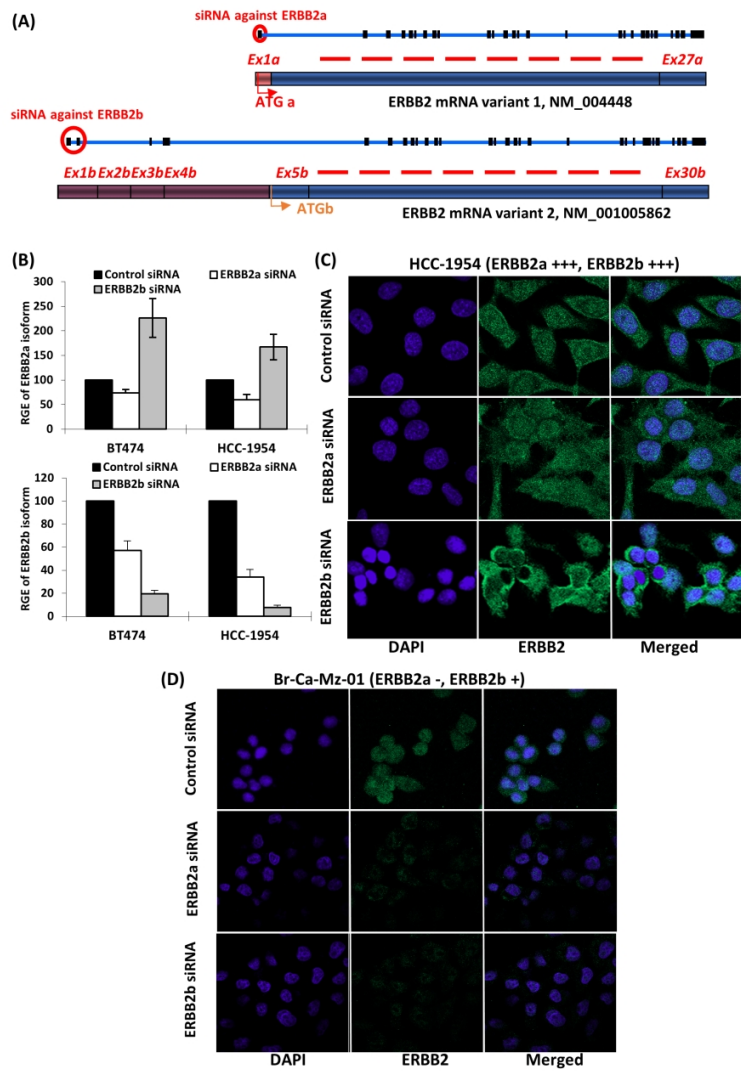 (A)
siRNA against ERBB2a
Ex1a
Ex27a
ATG a
ERBB2 mRNA variant 1, NM_004448
siRNA against ERBB2b
Ex1b Ex2b Ex3b Ex4b Ex5b Ex30b
ATGb
ERBB2 mRNA variant 2, NM_001005862
(B)
Control siRNA ERBB2a siRNA
ERBB2b siRNA
RGE of ERBB2a isoform
300
250
200
150
100
50
0
BT474 HCC-1954
Control siRNA ERBB2a siRNA
ERBB2b siRNA
RGE of ERBB2b isoform
120
100
80
60
40
20
0
BT474 HCC-1954
(C)
HCC-1954 (ERBB2a +++, ERBB2b +++)
Control siRNA
ERBB2a siRNA
ERBB2b siRNA
DAPI ERBB2 Merged
(D)
Br-Ca-Mz-01 (ERBB2a -, ERBB2b +)
Control siRNA
ERBB2a siRNA
ERBB2b siRNA
DAPI ERBB2 Merged